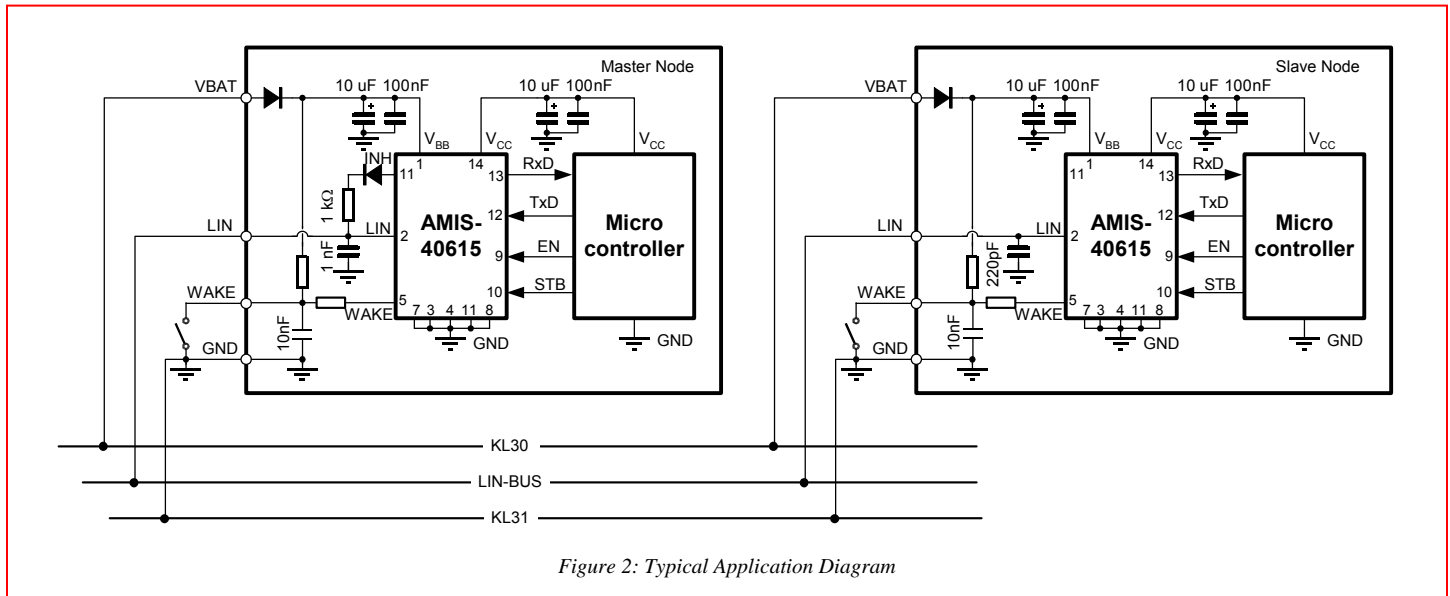 Master Node
VBAT
10 uF 100nF
10 uF 100nF
V_BB
V_CC
V_CC
INH
11
1
14
13
RxD
1 kΩ
AMIS-
40615
12
TxD
Micro
controller
LIN
LIN
2
1 nF
9
EN
10
STB
WAKE
5
WAKE
7 3 4 11 8
GND
GND
10nF
GND
Slave Node
VBAT
10 uF 100nF
10 uF 100nF
V_BB
V_CC
V_CC
11
1
14
13
RxD
AMIS-
40615
12
TxD
Micro
controller
LIN
LIN
2
220pF
9
EN
10
STB
WAKE
5
WAKE
7 3 4 11 8
GND
GND
10nF
GND
KL30
LIN-BUS
KL31
Figure 2: Typical Application Diagram